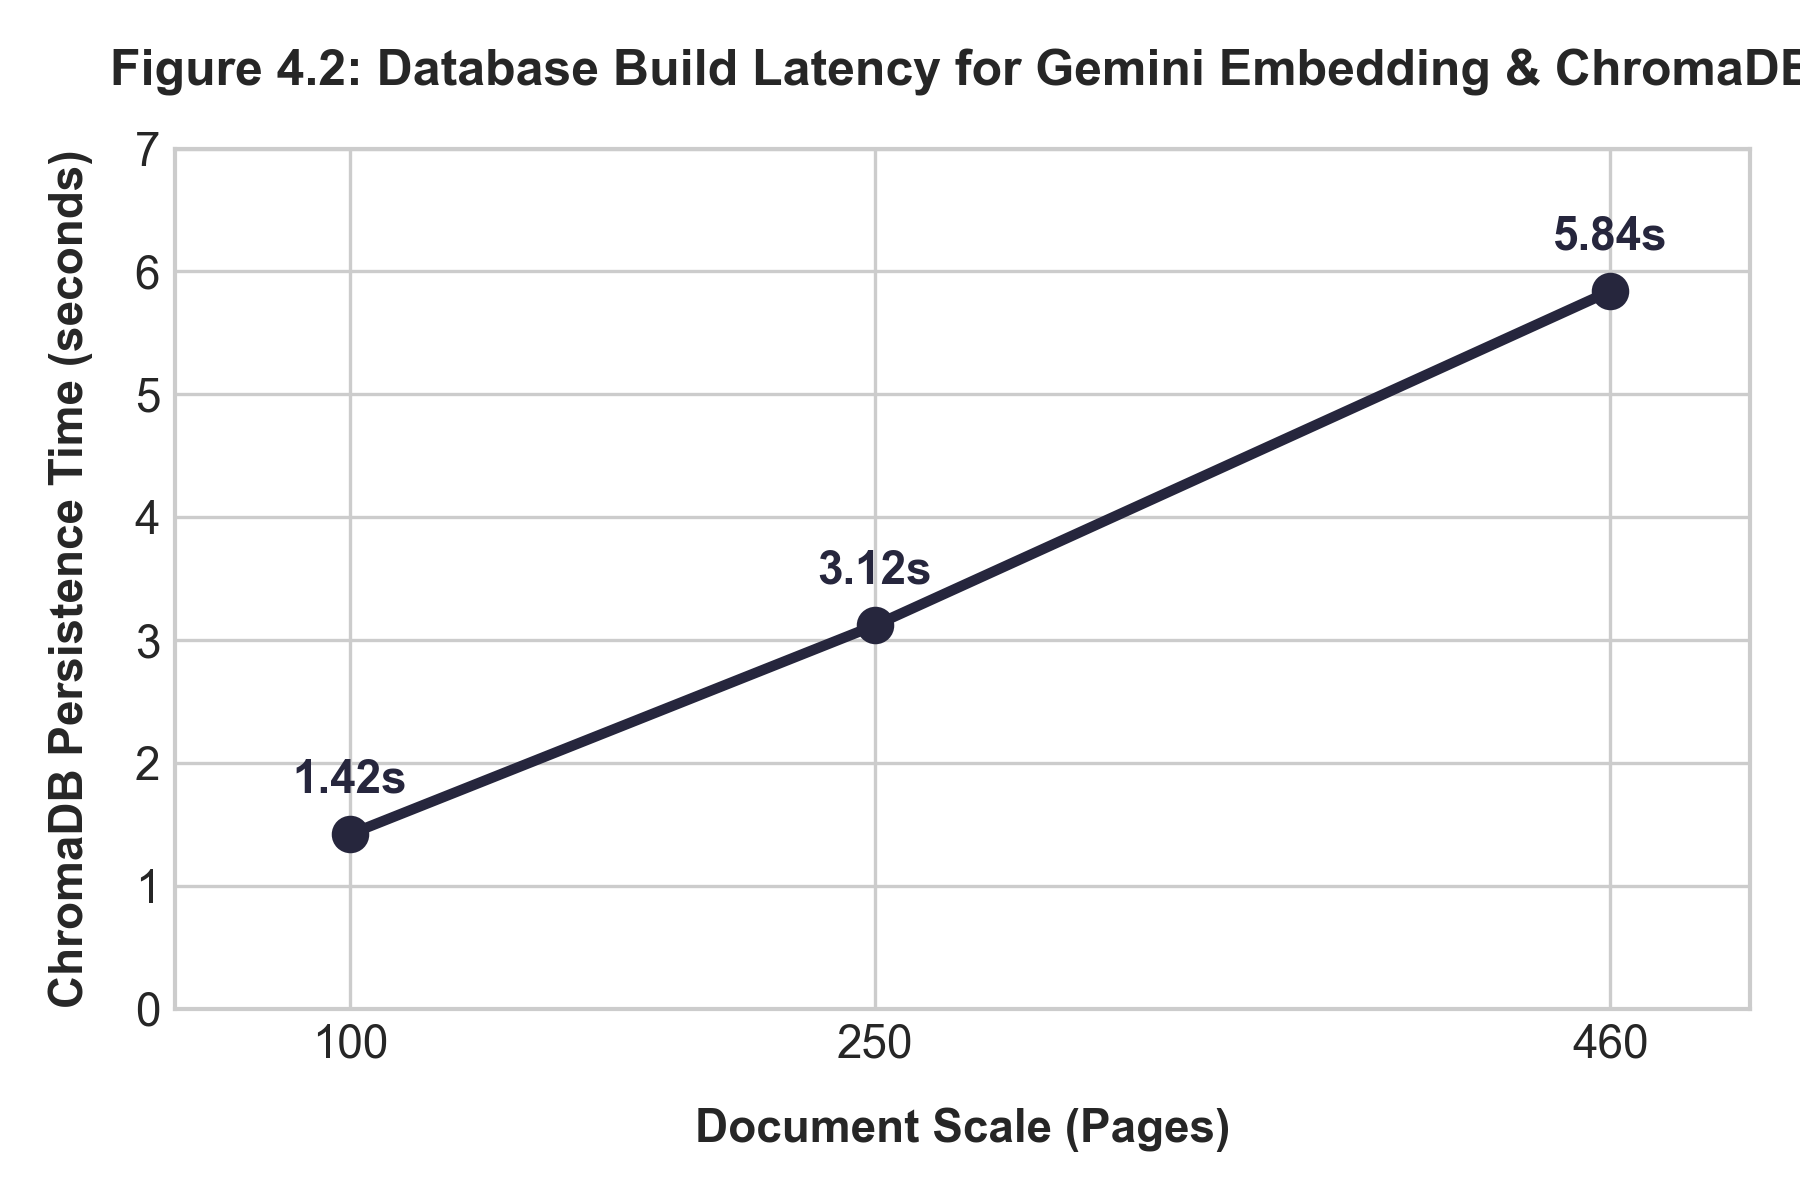 Figure 4.2: Database Build Latency for Gemini Embedding & ChromaDB
ChromaDB Persistence Time (seconds)
7
6
5
4
3
2
1
0
5.84s
3.12s
1.42s
100
250
460
Document Scale (Pages)